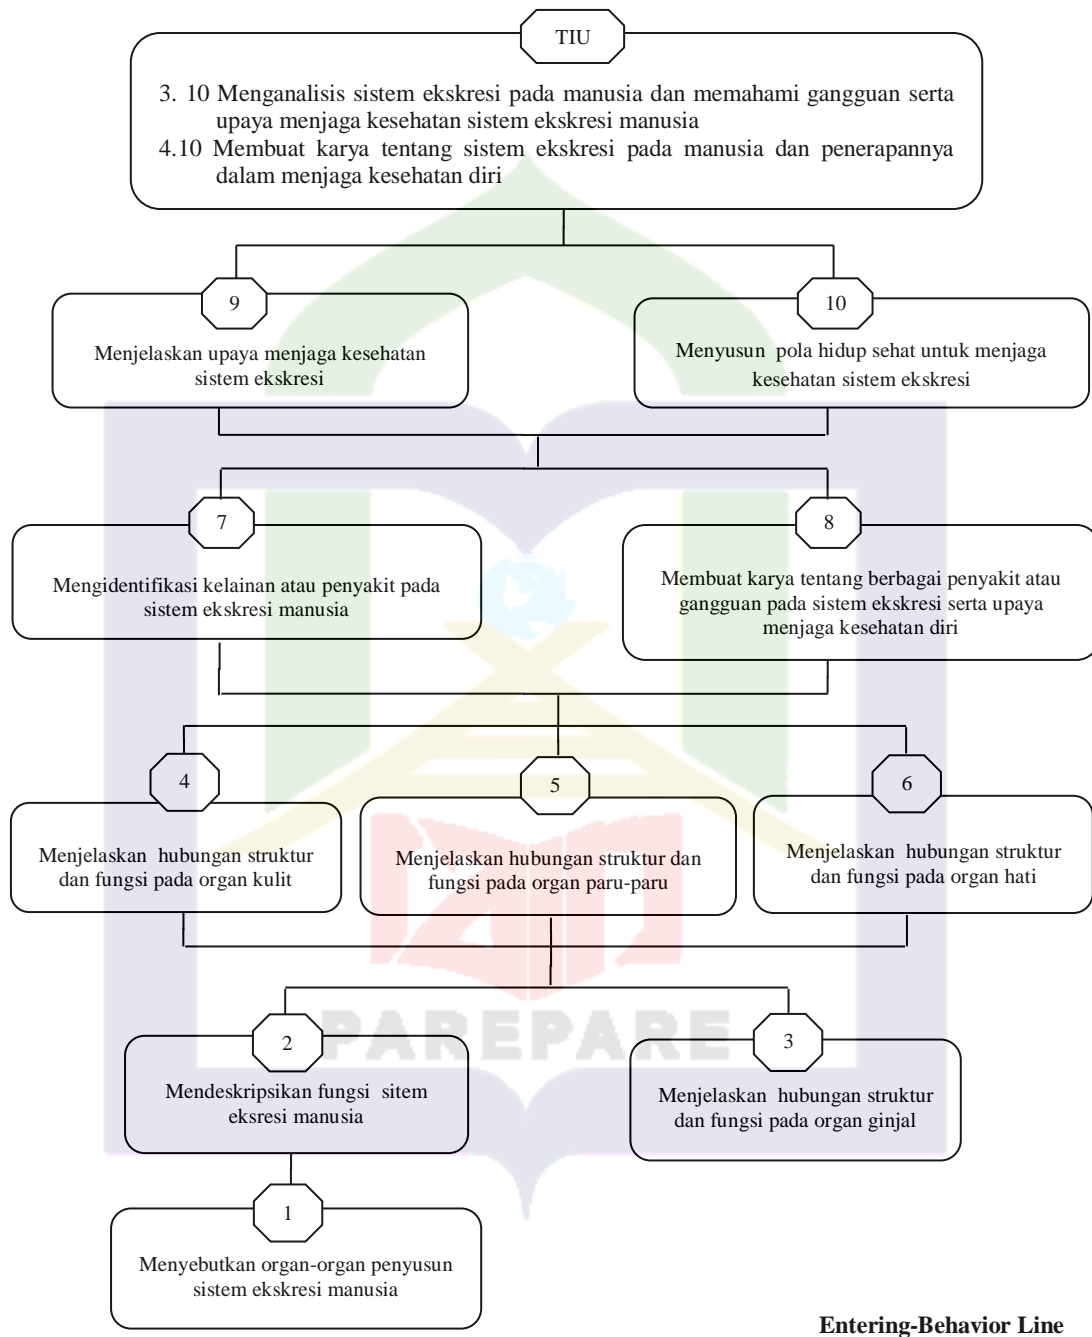 TIU
3. 10 Menganalisis sistem ekskresi pada manusia dan memahami gangguan serta
upaya menjaga kesehatan sistem ekskresi manusia
4.10 Membuat karya tentang sistem ekskresi pada manusia dan penerapannya
dalam menjaga kesehatan diri
9
Menjelaskan upaya menjaga kesehatan
sistem ekskresi
10
Menyusun pola hidup sehat untuk menjaga
kesehatan sistem ekskresi
7
Mengidentifikasi kelainan atau penyakit pada
sistem ekskresi manusia
8
Membuat karya tentang berbagai penyakit atau
gangguan pada sistem ekskresi serta upaya
menjaga kesehatan diri
4
Menjelaskan hubungan struktur
dan fungsi pada organ kulit
5
Menjelaskan hubungan struktur dan
fungsi pada organ paru-paru
6
Menjelaskan hubungan struktur
dan fungsi pada organ hati
PAREPARE
2
Mendeskripsikan fungsi sitem
eksresi manusia
3
Menjelaskan hubungan struktur
dan fungsi pada organ ginjal
1
Menyebutkan organ-organ penyusun
sistem ekskresi manusia
Entering-Behavior Line